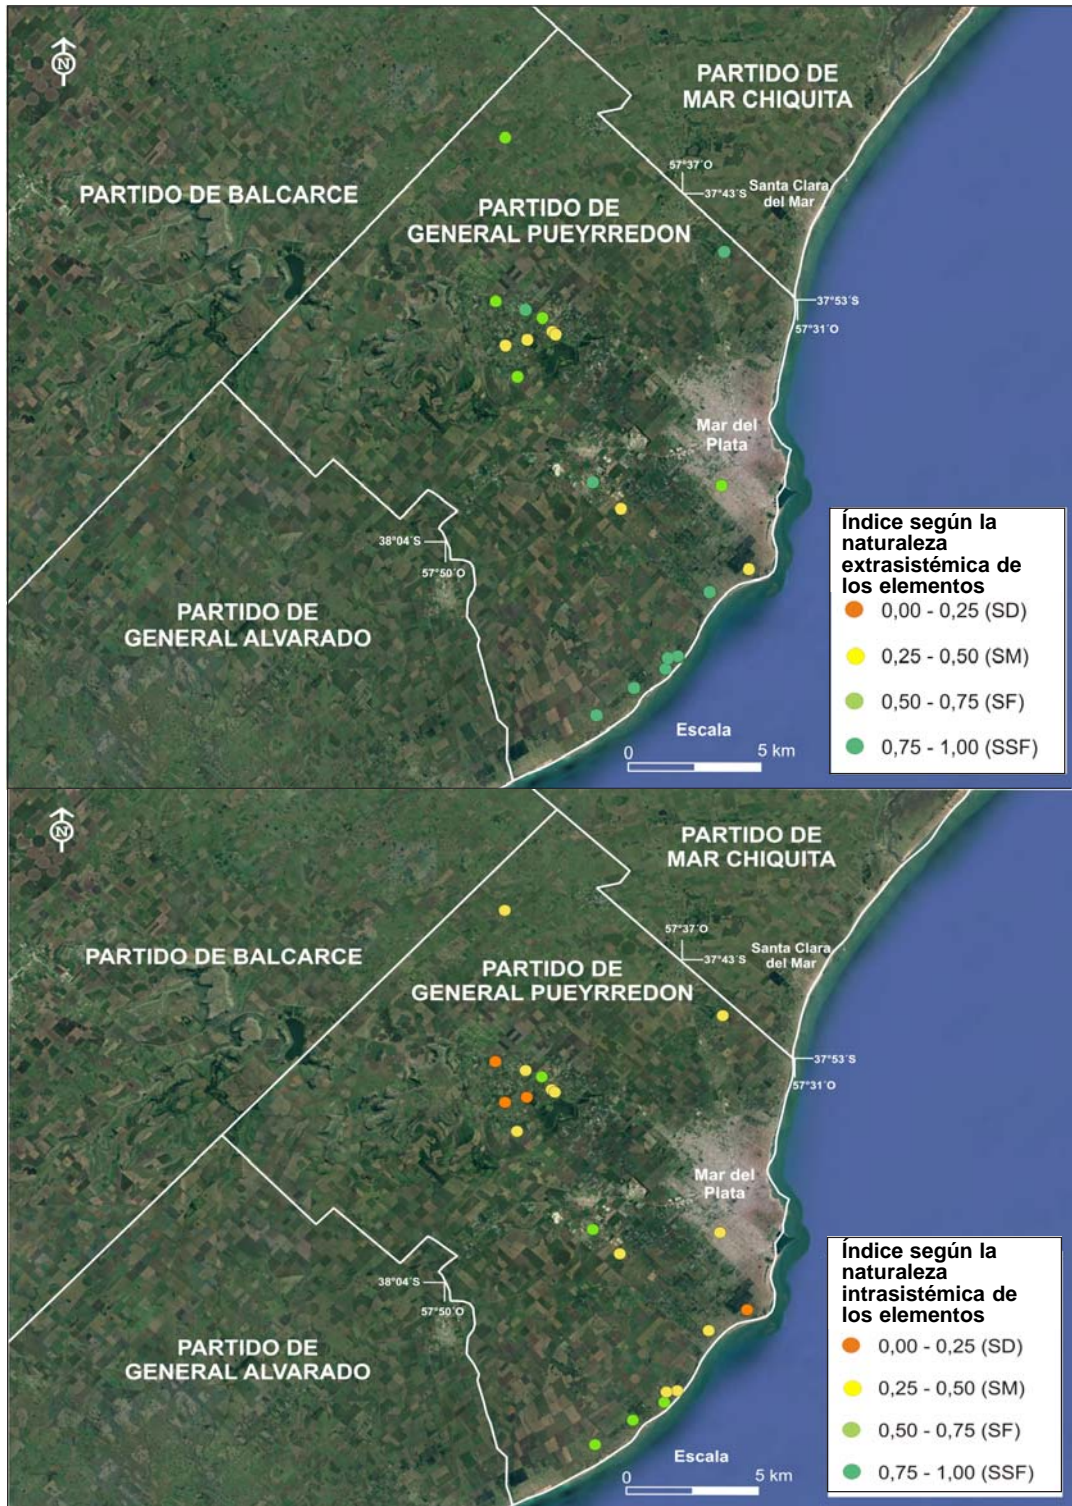 N
PARTIDO DE
MAR CHIQUITA
57°37´O
37°43´S
Santa Clara
del Mar
PARTIDO DE BALCARCE
PARTIDO DE
GENERAL PUEYRREDON
37°53´S
57°31´O
Mar del
Plata
38°04´S
57°50´O
PARTIDO DE
GENERAL ALVARADO
Escala
0 5 km
Índice según la
naturaleza
extrasistémica de
los elementos
0,00 - 0,25 (SD)
0,25 - 0,50 (SM)
0,50 - 0,75 (SF)
0,75 - 1,00 (SSF)
N
PARTIDO DE
MAR CHIQUITA
57°37´O
37°43´S
Santa Clara
del Mar
PARTIDO DE BALCARCE
PARTIDO DE
GENERAL PUEYRREDON
37°53´S
57°31´O
Mar del
Plata
38°04´S
57°50´O
PARTIDO DE
GENERAL ALVARADO
Escala
0 5 km
Índice según la
naturaleza
intrasistémica de
los elementos
0,00 - 0,25 (SD)
0,25 - 0,50 (SM)
0,50 - 0,75 (SF)
0,75 - 1,00 (SSF)